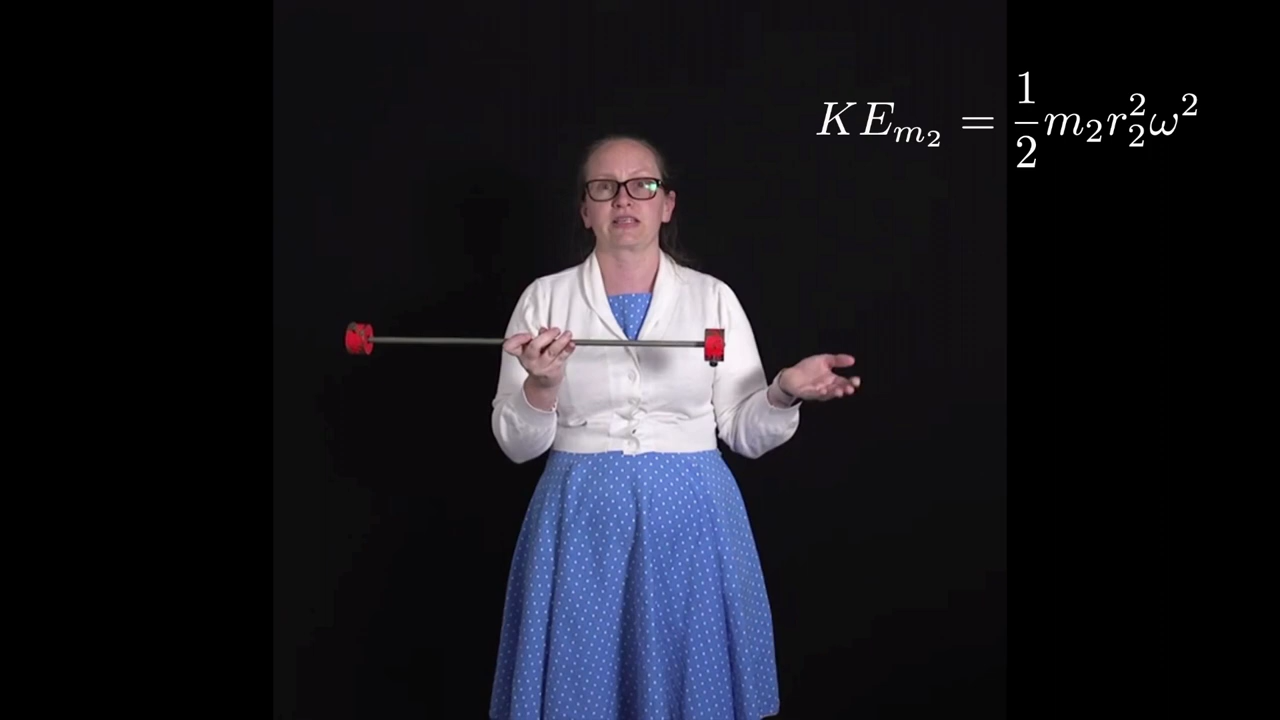 $KE_{m_2} = \frac{1}{2} m_2 r_2^2 \omega^2$